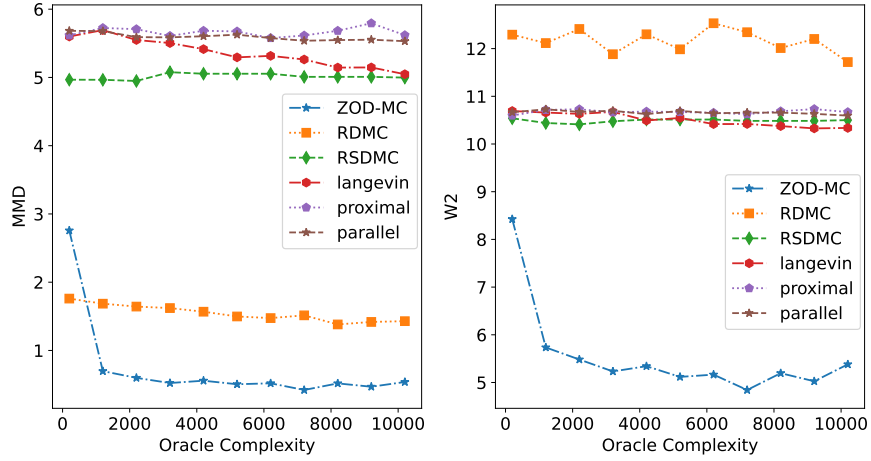 6
5
4
3
2
1
MMD
0
2000
4000
6000
8000
10000
Oracle Complexity
ZOD-MC
RDMC
RSDMC
langevin
proximal
parallel
12
11
10
9
8
7
6
5
W2
0
2000
4000
6000
8000
10000
Oracle Complexity
ZOD-MC
RDMC
RSDMC
langevin
proximal
parallel